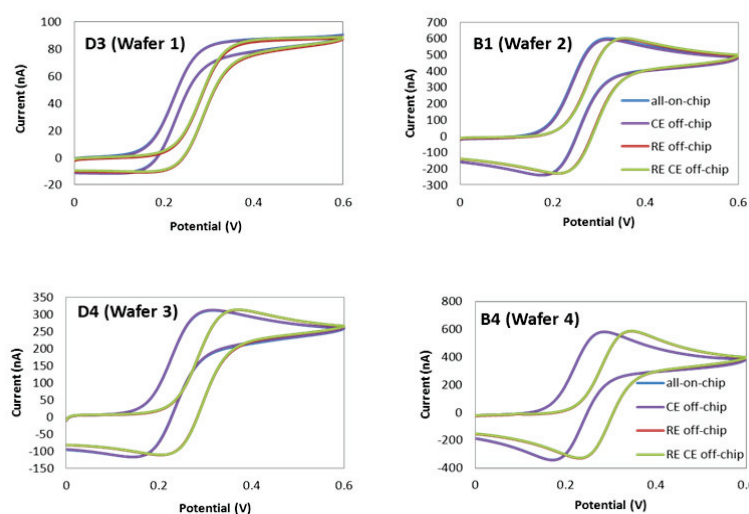 D3 (Wafer 1)
Current (nA)
100
80
60
40
20
0
-20
0 0.2 0.4 0.6
Potential (V)
B1 (Wafer 2)
Current (nA)
700
600
500
400
300
200
100
0
-100
-200
-300
0 0.2 0.4 0.6
Potential (V)
all-on-chip
CE off-chip
RE off-chip
RE CE off-chip
D4 (Wafer 3)
Current (nA)
350
300
250
200
150
100
50
0
-50
-100
-150
0 0.2 0.4 0.6
Potential (V)
B4 (Wafer 4)
Current (nA)
800
600
400
200
0
-200
-400
0 0.2 0.4 0.6
Potential (V)
all-on-chip
CE off-chip
RE off-chip
RE CE off-chip